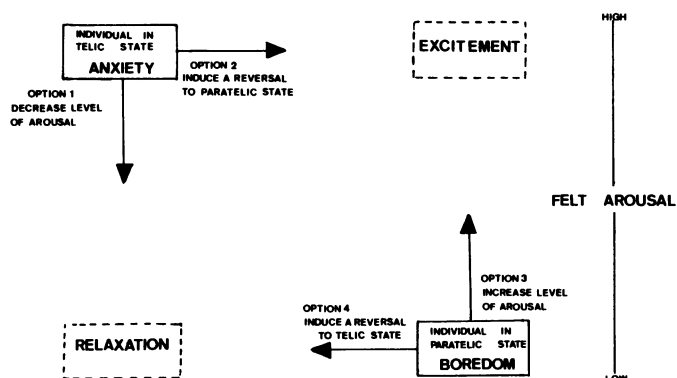 HIGH
INDIVIDUAL IN
TELIC STATE
ANXIETY
OPTION 2
INDUCE A REVERSAL
TO PARATELIC STATE
EXCITEMENT
OPTION 1
DECREASE LEVEL
OF AROUSAL
FELT AROUSAL
OPTION 3
INCREASE LEVEL
OF AROUSAL
OPTION 4
INDUCE A REVERSAL
TO TELIC STATE
INDIVIDUAL IN
PARATELIC STATE
BOREDOM
RELAXATION
LOW